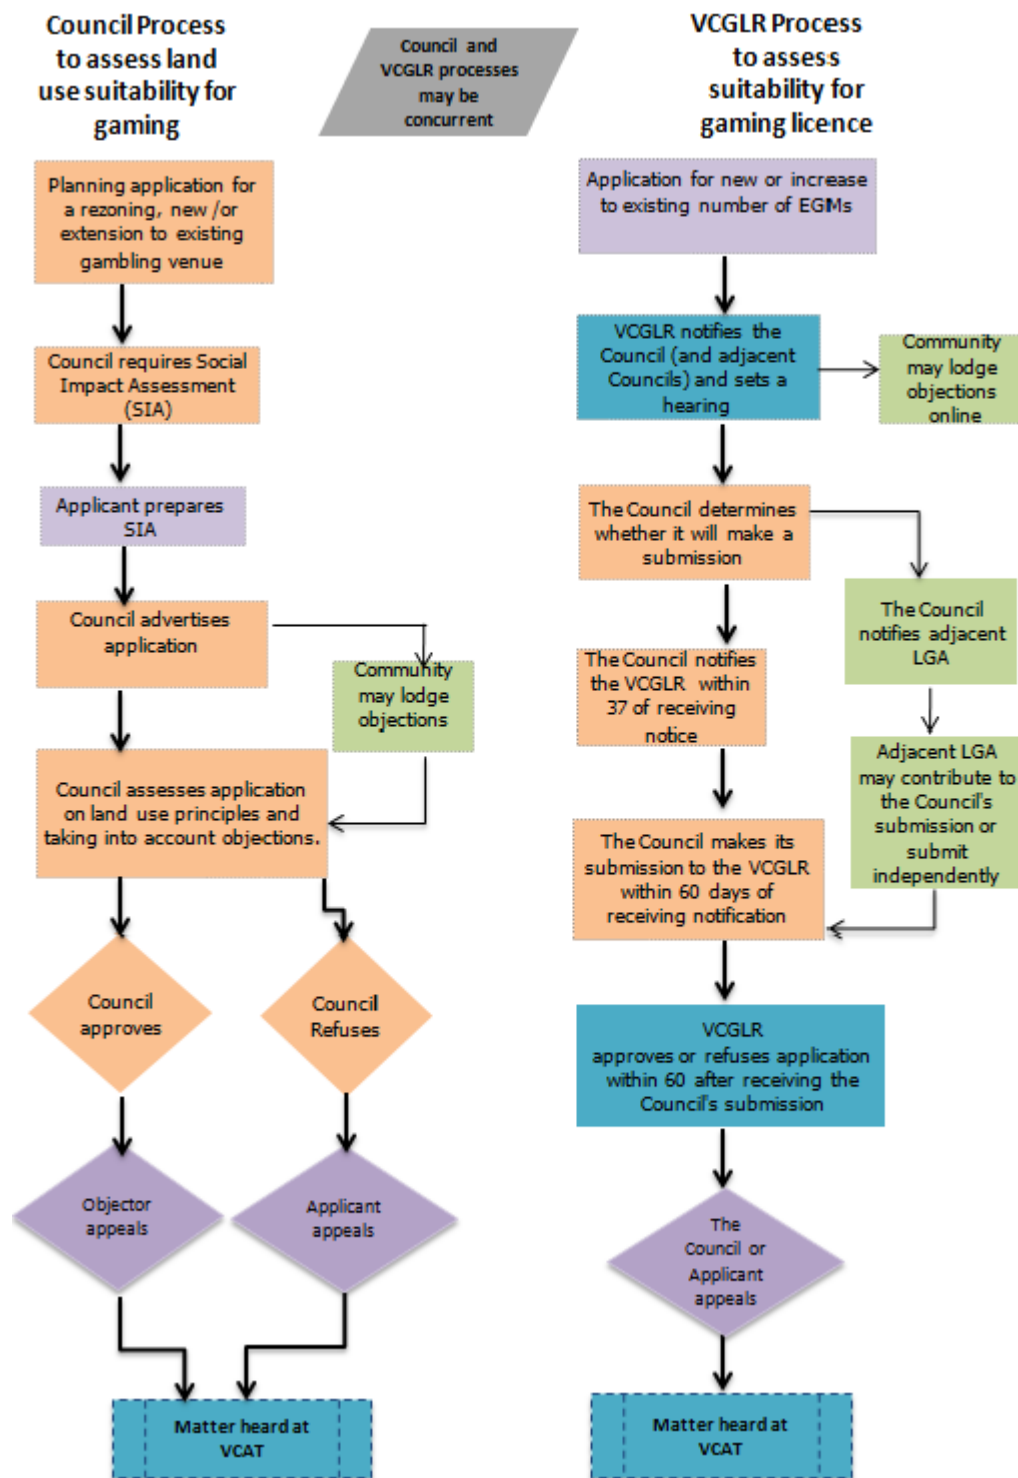 Council Process
to assess land
use suitability for
gaming
Council and
VCGLR processes
may be
concurrent
VCGLR Process
to assess
suitability for
gaming licence
Planning application for
a rezoning, new /or
extension to existing
gambling venue
Council requires Social
Impact Assessment
(SIA)
Applicant prepares
SIA
Council advertises
application
Community
may lodge
objections
Council assesses application
on land use principles and
taking into account objections.
Council
approves
Council
Refuses
Objector
appeals
Applicant
appeals
Matter heard at
VCAT
Application for new or increase
to existing number of EGMs
VCGLR notifies the
Council (and adjacent
Councils) and sets a
hearing
Community
may lodge
objections
online
The Council determines
whether it will make a
submission
The Council
notifies adjacent
LGA
The Council notifies
the VCGLR within
37 of receiving
notice
Adjacent LGA
may contribute to
the Council's
submission or
submit
independently
The Council makes its
submission to the VCGLR
within 60 days of
receiving notification
VCGLR
approves or refuses application
within 60 after receiving the
Council's submission
The
Council or
Applicant
appeals
Matter heard at
VCAT